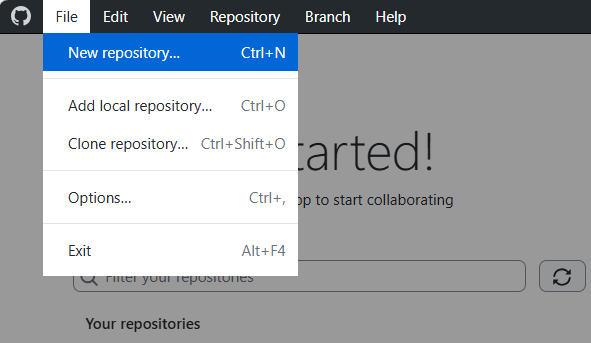 File Edit View Repository Branch Help
New repository... Ctrl+N
Add local repository... Ctrl+O
Clone repository... Ctrl+Shift+O
Options... Ctrl+,
Exit Alt+F4
tarted!
pp to start collaborating
Filter your repositories
Your repositories